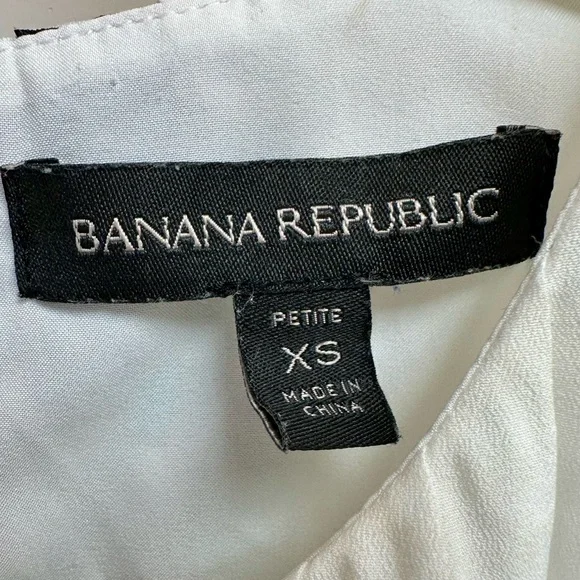 BANANA REPUBLIC
PETITE
XS
MADE IN
CHINA